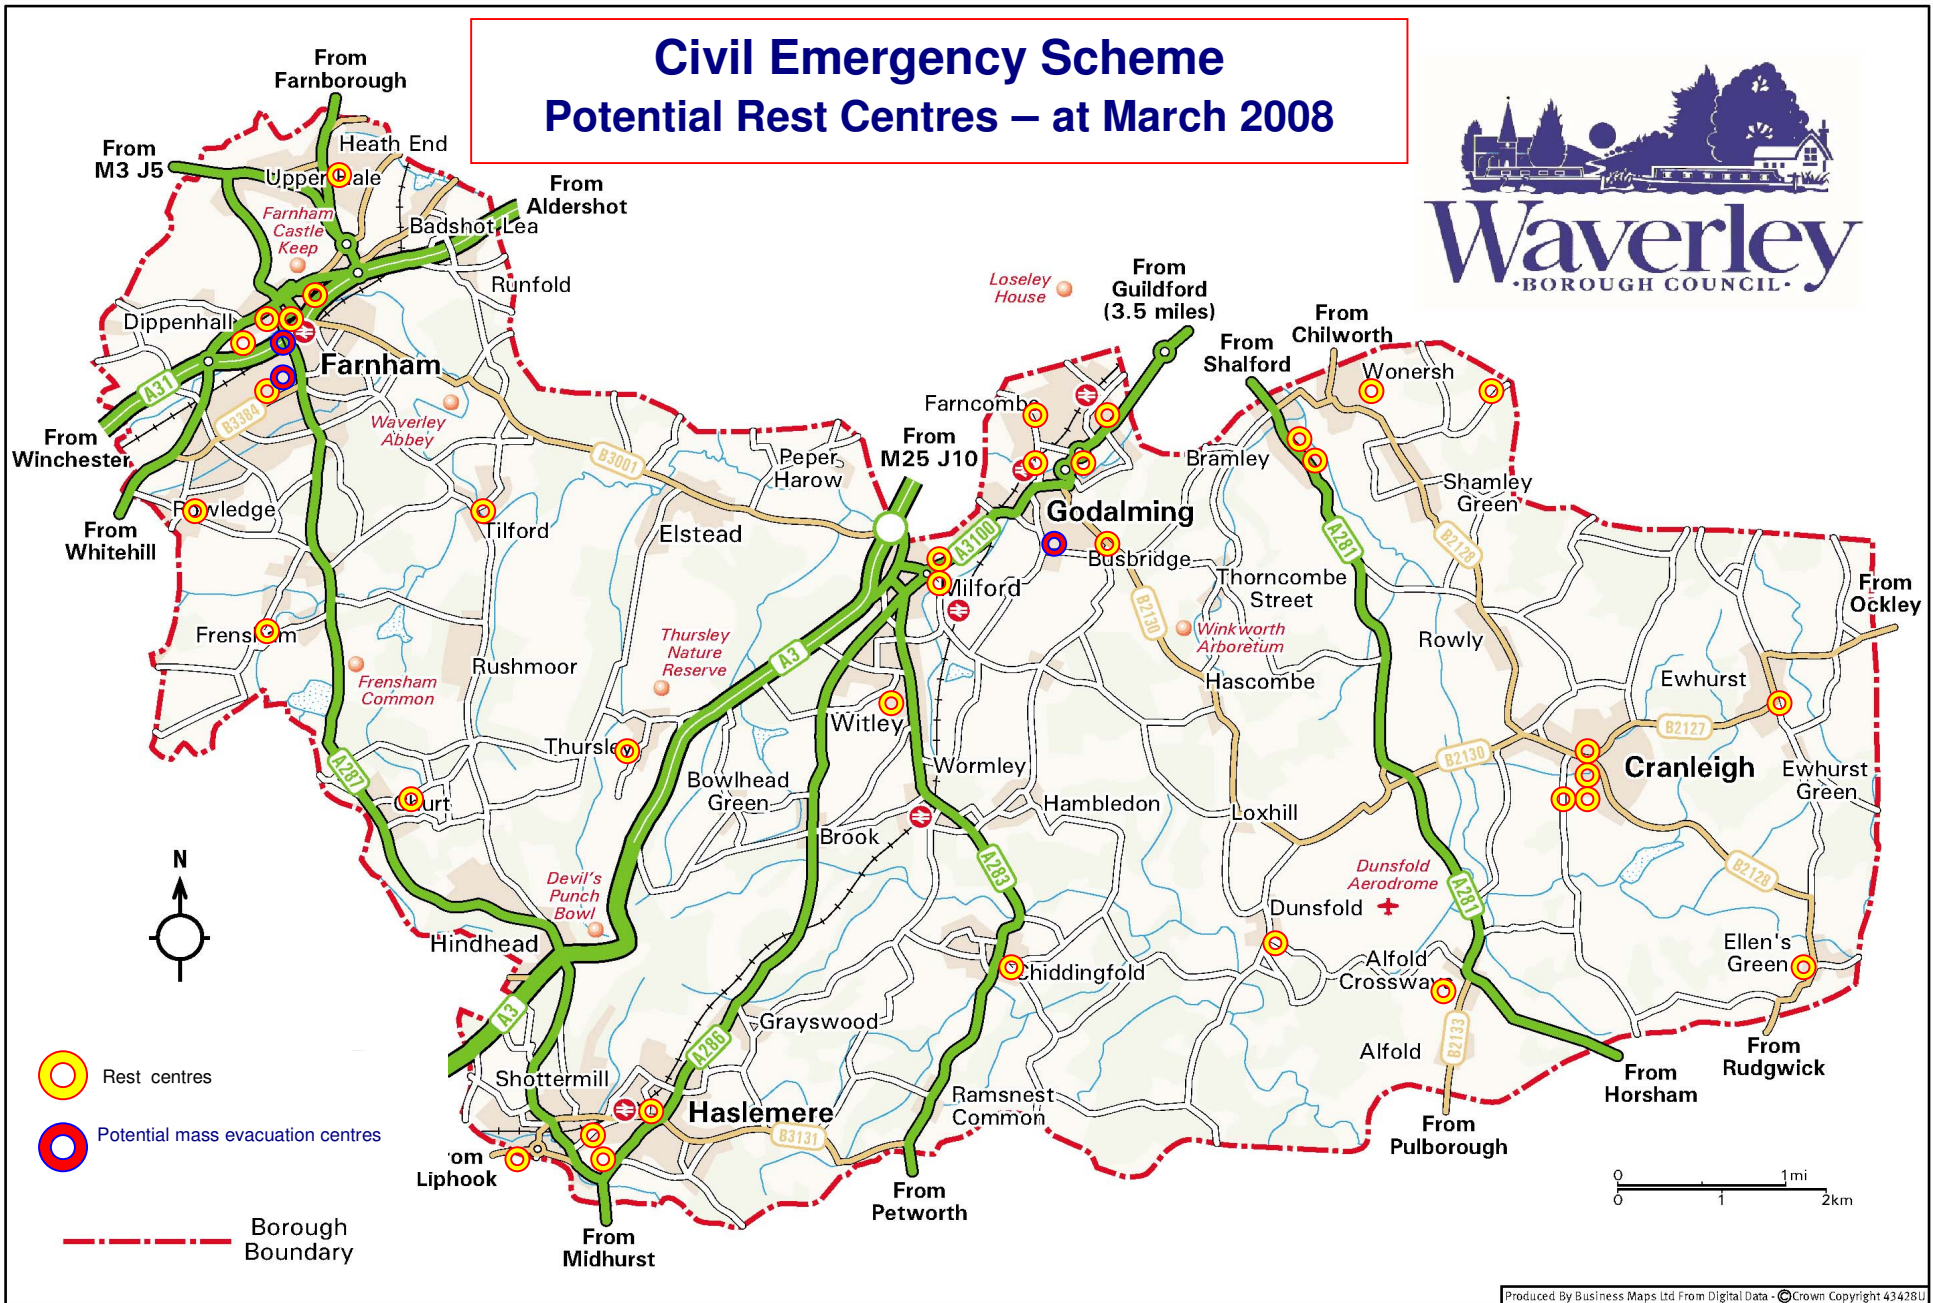 Civil Emergency Scheme
Potential Rest Centres – at March 2008
Waverley
·BOROUGH COUNCIL·
From
Farnborough
From
M3 J5
Heath End
Upper Hale
From
Aldershot
Farnham
Castle
Keep
Badshot Lea
Runfold
Dippenhall
Farnham
A31
B3384
Waverley
Abbey
From
Winchester
From
Whitehill
Rowledge
Tilford
B3001
Peper
Harow
Elstead
From
M25 J10
Loseley
House
From
Guildford
(3.5 miles)
Farncombe
Godalming
A3100
Busbridge
Milford
From
Shalford
From
Chilworth
Wonersh
Bramley
Shamley
Green
A281
B2128
Thorncombe
Street
B2130
Winkworth
Arboretum
Hascombe
Rowly
From
Ockley
Ewhurst
B2127
Cranleigh
Ewhurst
Green
B2130
Frensham
Frensham
Common
Rushmoor
Thursley
Nature
Reserve
A3
Thursley
Witley
Wormley
Bowlhead
Green
Brook
Hambledon
Loxhill
A287
Churt
Devil's
Punch
Bowl
A283
Dunsfold
Aerodrome
Dunsfold
A281
B2128
Hindhead
Chiddingfold
Alfold
Crossways
Ellen's
Green
A3
Grayswood
A286
Alfold
B2133
From
Horsham
From
Rudgwick
Shottermill
Haslemere
Ramsnest
Common
B3131
From
Pulborough
'om
Liphook
From
Midhurst
From
Petworth
N
Rest centres
Potential mass evacuation centres
Borough
Boundary
0 1mi
0 1 2km
Produced By Business Maps Ltd From Digital Data - ©Crown Copyright 43428U